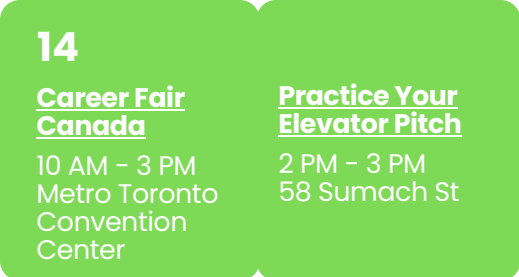 14
Career Fair
Canada
10 AM - 3 PM
Metro Toronto
Convention
Center
Practice Your
Elevator Pitch
2 PM - 3 PM
58 Sumach St